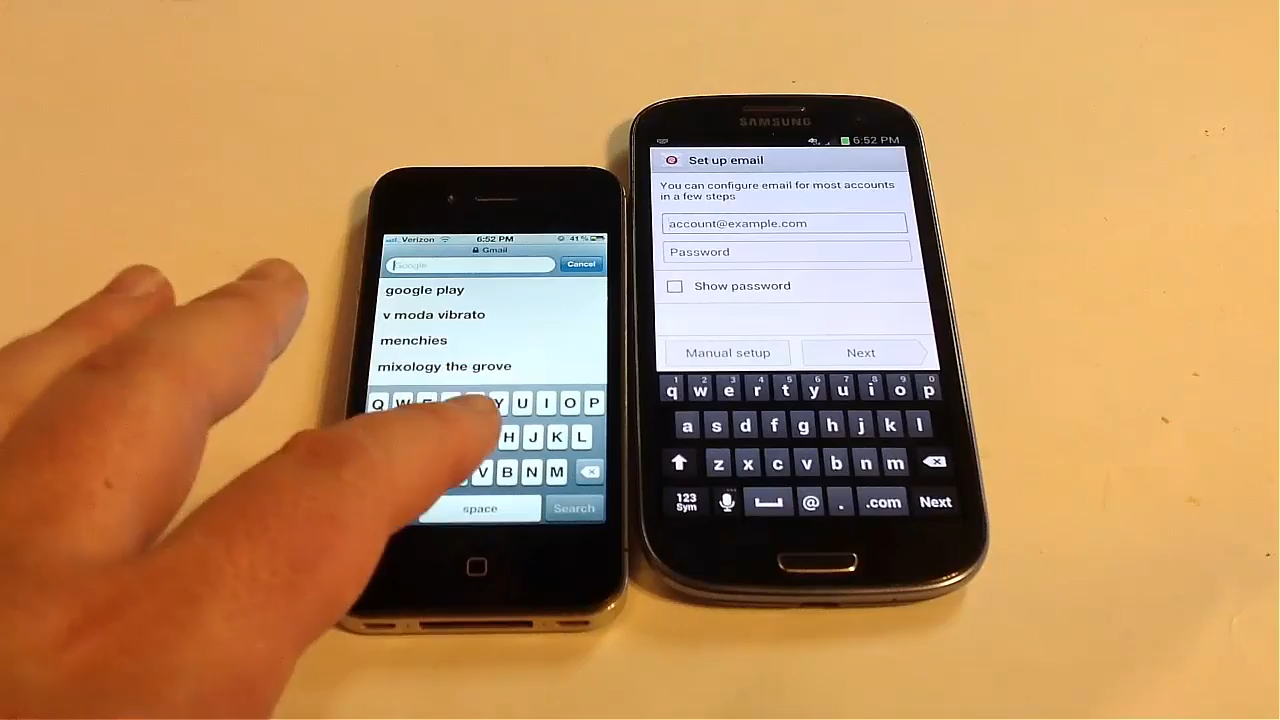 Verizon 6:52 PM 41%
Gmail
Google Cancel
google play
v moda vibrato
menchies
mixology the grove
Q W E Y U I O P
H J K L
V B N M
space Search
SAMSUNG
6:52 PM
Set up email
You can configure email for most accounts
in a few steps
account@example.com
Password
Show password
Manual setup Next
1 2 3 4 5 6 7 8 9 0
q w e r t y u i o p
a s d f g h j k l
z x c v b n m
123
Sym @ . .com Next